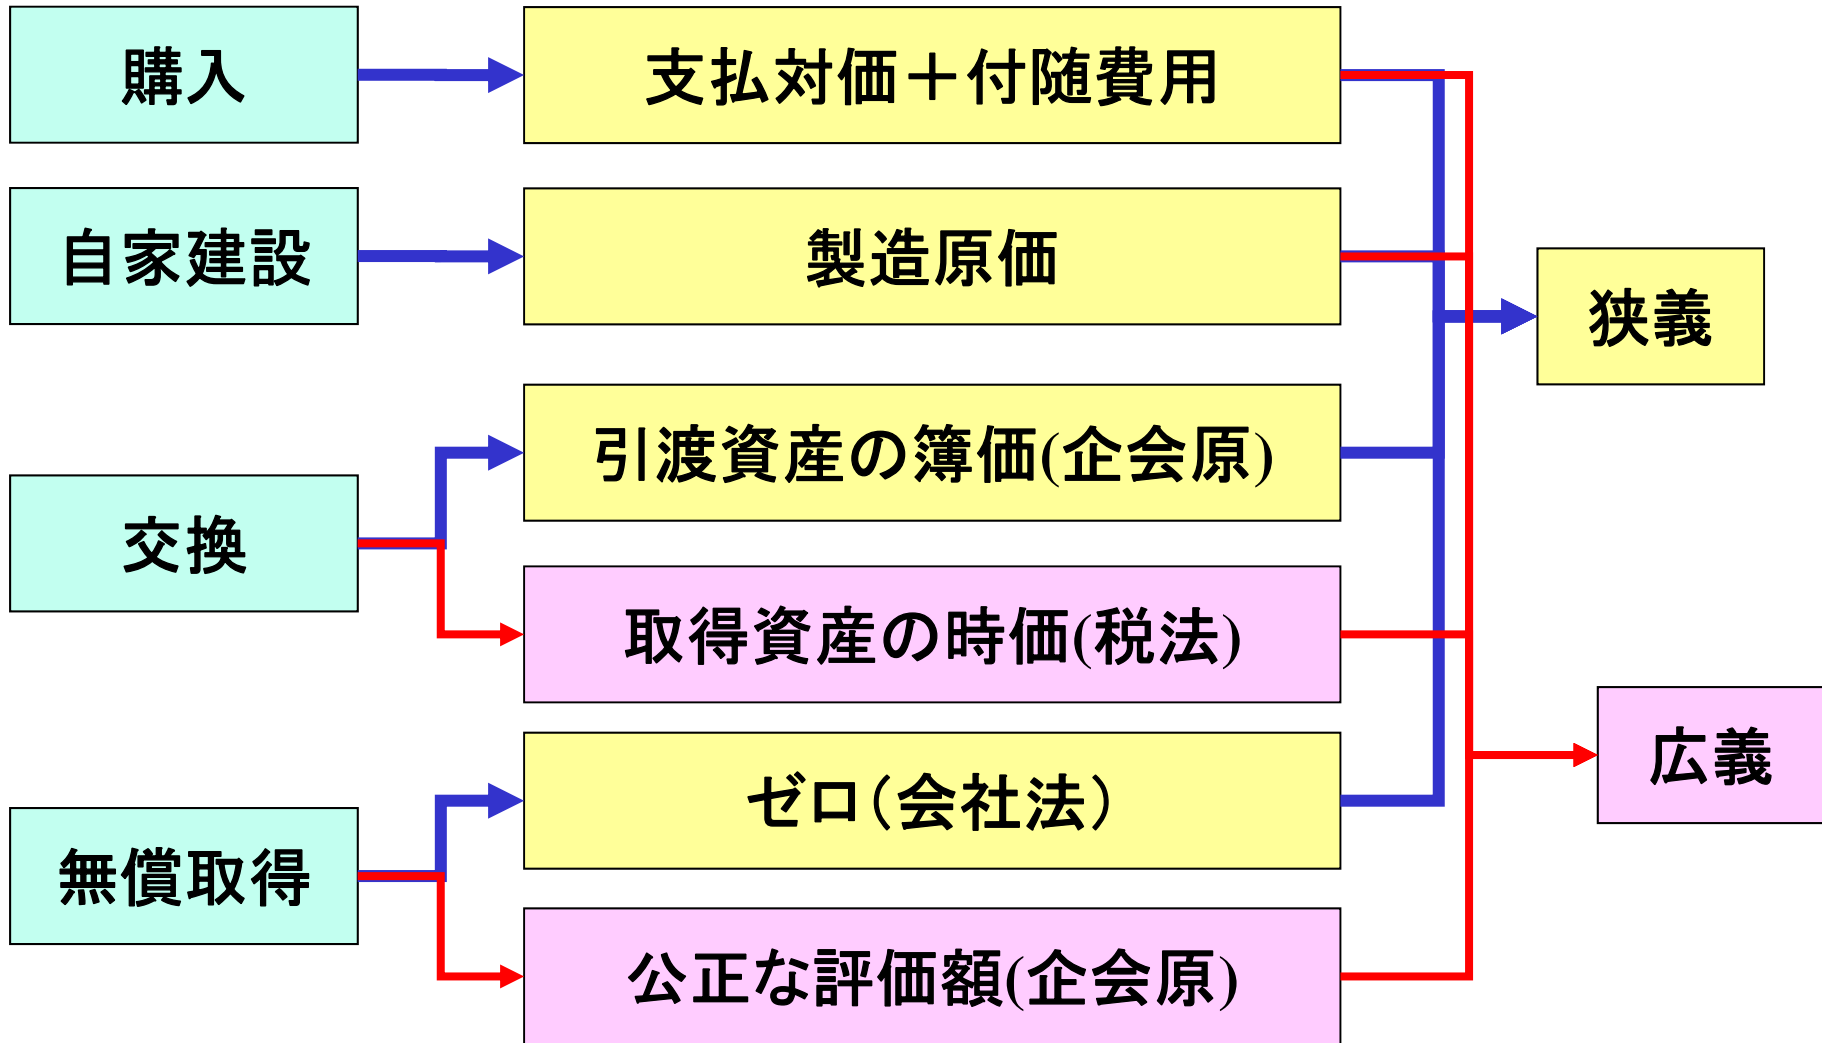 購入
支払対価＋付随費用
自家建設
製造原価
狭義
交換
引渡資産の簿価(企会原)
取得資産の時価(税法)
広義
無償取得
ゼロ（会社法）
公正な評価額(企会原)